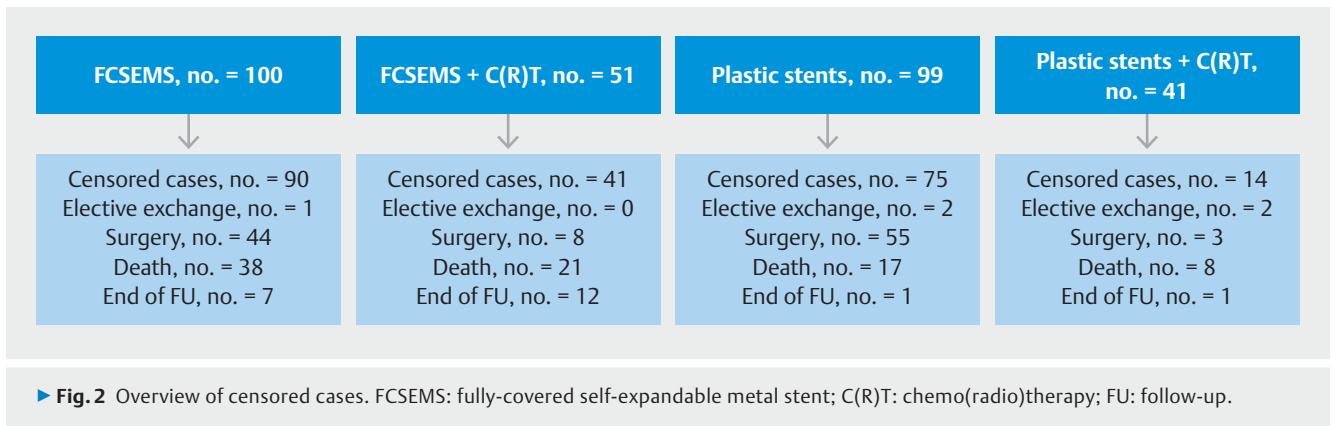 FCSEMS, no. = 100
Censored cases, no. = 90
Elective exchange, no. = 1
Surgery, no. = 44
Death, no. = 38
End of FU, no. = 7
FCSEMS + C(R)T, no. = 51
Censored cases, no. = 41
Elective exchange, no. = 0
Surgery, no. = 8
Death, no. = 21
End of FU, no. = 12
Plastic stents, no. = 99
Censored cases, no. = 75
Elective exchange, no. = 2
Surgery, no. = 55
Death, no. = 17
End of FU, no. = 1
Plastic stents + C(R)T,
no. = 41
Censored cases, no. = 14
Elective exchange, no. = 2
Surgery, no. = 3
Death, no. = 8
End of FU, no. = 1
▶ Fig. 2 Overview of censored cases. FCSEMS: fully-covered self-expandable metal stent; C(R)T: chemo(radio)therapy; FU: follow-up.